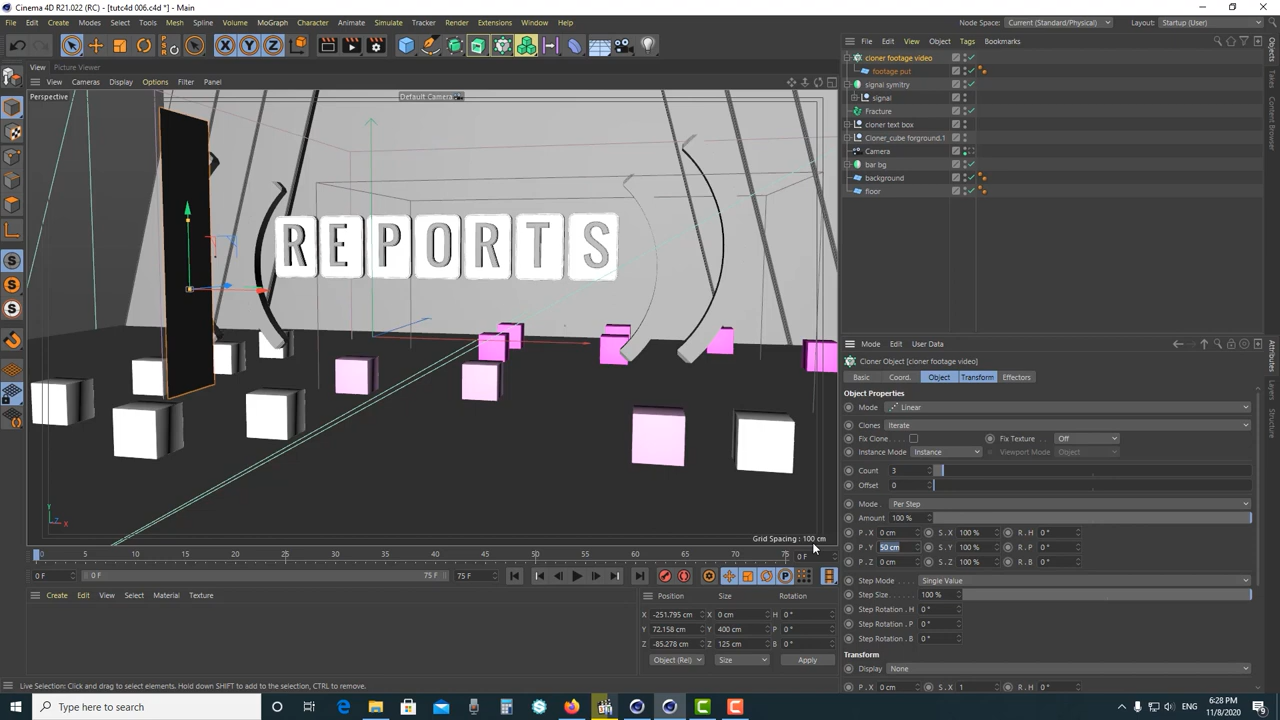 Cinema 4D R21.022 (RC) - [tutc4d 006.c4d *] - Main
File Edit Create Modes Select Tools Mesh Spline Volume MoGraph Character Animate Simulate Tracker Render Extensions Window Help
Node Space: Current (Standard/Physical) Layout: Startup (User)
File Edit View Object Tags Bookmarks
View Picture Viewer
View Cameras Display Options Filter Panel
Perspective Default Camera
cloner footage video
footage put
signal symitry
signal
Fracture
cloner text box
Cloner_cube forground.1
Camera
bar bg
background
floor
Objects
Takes
Content Browser
REPORTS
Mode Edit User Data
Cloner Object [cloner footage video]
Basic Coord. Object Transform Effectors
Attributes
Layers
Structure
Object Properties
Mode Linear
Clones Iterate
Fix Clone Fix Texture Off
Instance Mode Instance Viewport Mode Object
Count 3
Offset 0
Mode Per Step
Amount 100 %
P . X 0 cm S . X 100 % R . H 0 °
P . Y 50 cm S . Y 100 % R . P 0 °
P . Z 0 cm S . Z 100 % R . B 0 °
Step Mode Single Value
Step Size 100 %
Step Rotation . H 0 °
Step Rotation . P 0 °
Step Rotation . B 0 °
Transform
Display None
P . X 0 cm S . X 1 R . H 0 °
Y
Z X
Grid Spacing : 100 cm
0 5 10 15 20 25 30 35 40 45 50 55 60 65 70 75 0 F
0 F 0 F 75 F 75 F
Create Edit View Select Material Texture
Position Size Rotation
X -251.795 cm X 0 cm H 0 °
Y 72.158 cm Y 400 cm P 0 °
Z -85.278 cm Z 125 cm B 0 °
Object (Rel) Size Apply
Live Selection: Click and drag to select elements. Hold down SHIFT to add to the selection, CTRL to remove.
Type here to search
ENG
6:28 PM
11/8/2020